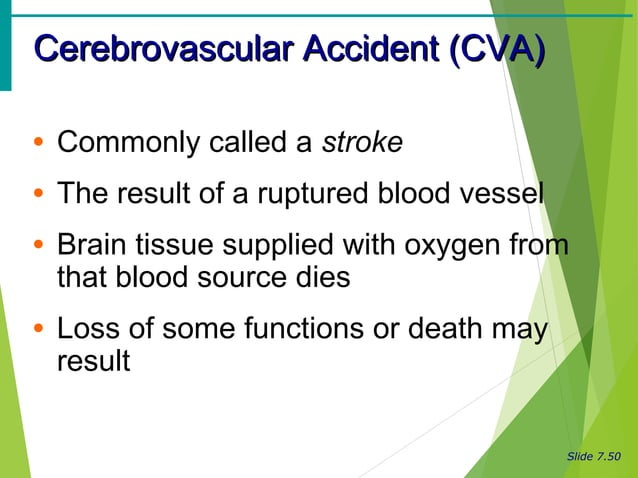 Cerebrovascular Accident (CVA)
• Commonly called a stroke
• The result of a ruptured blood vessel
• Brain tissue supplied with oxygen from
that blood source dies
• Loss of some functions or death may
result
Slide 7.50